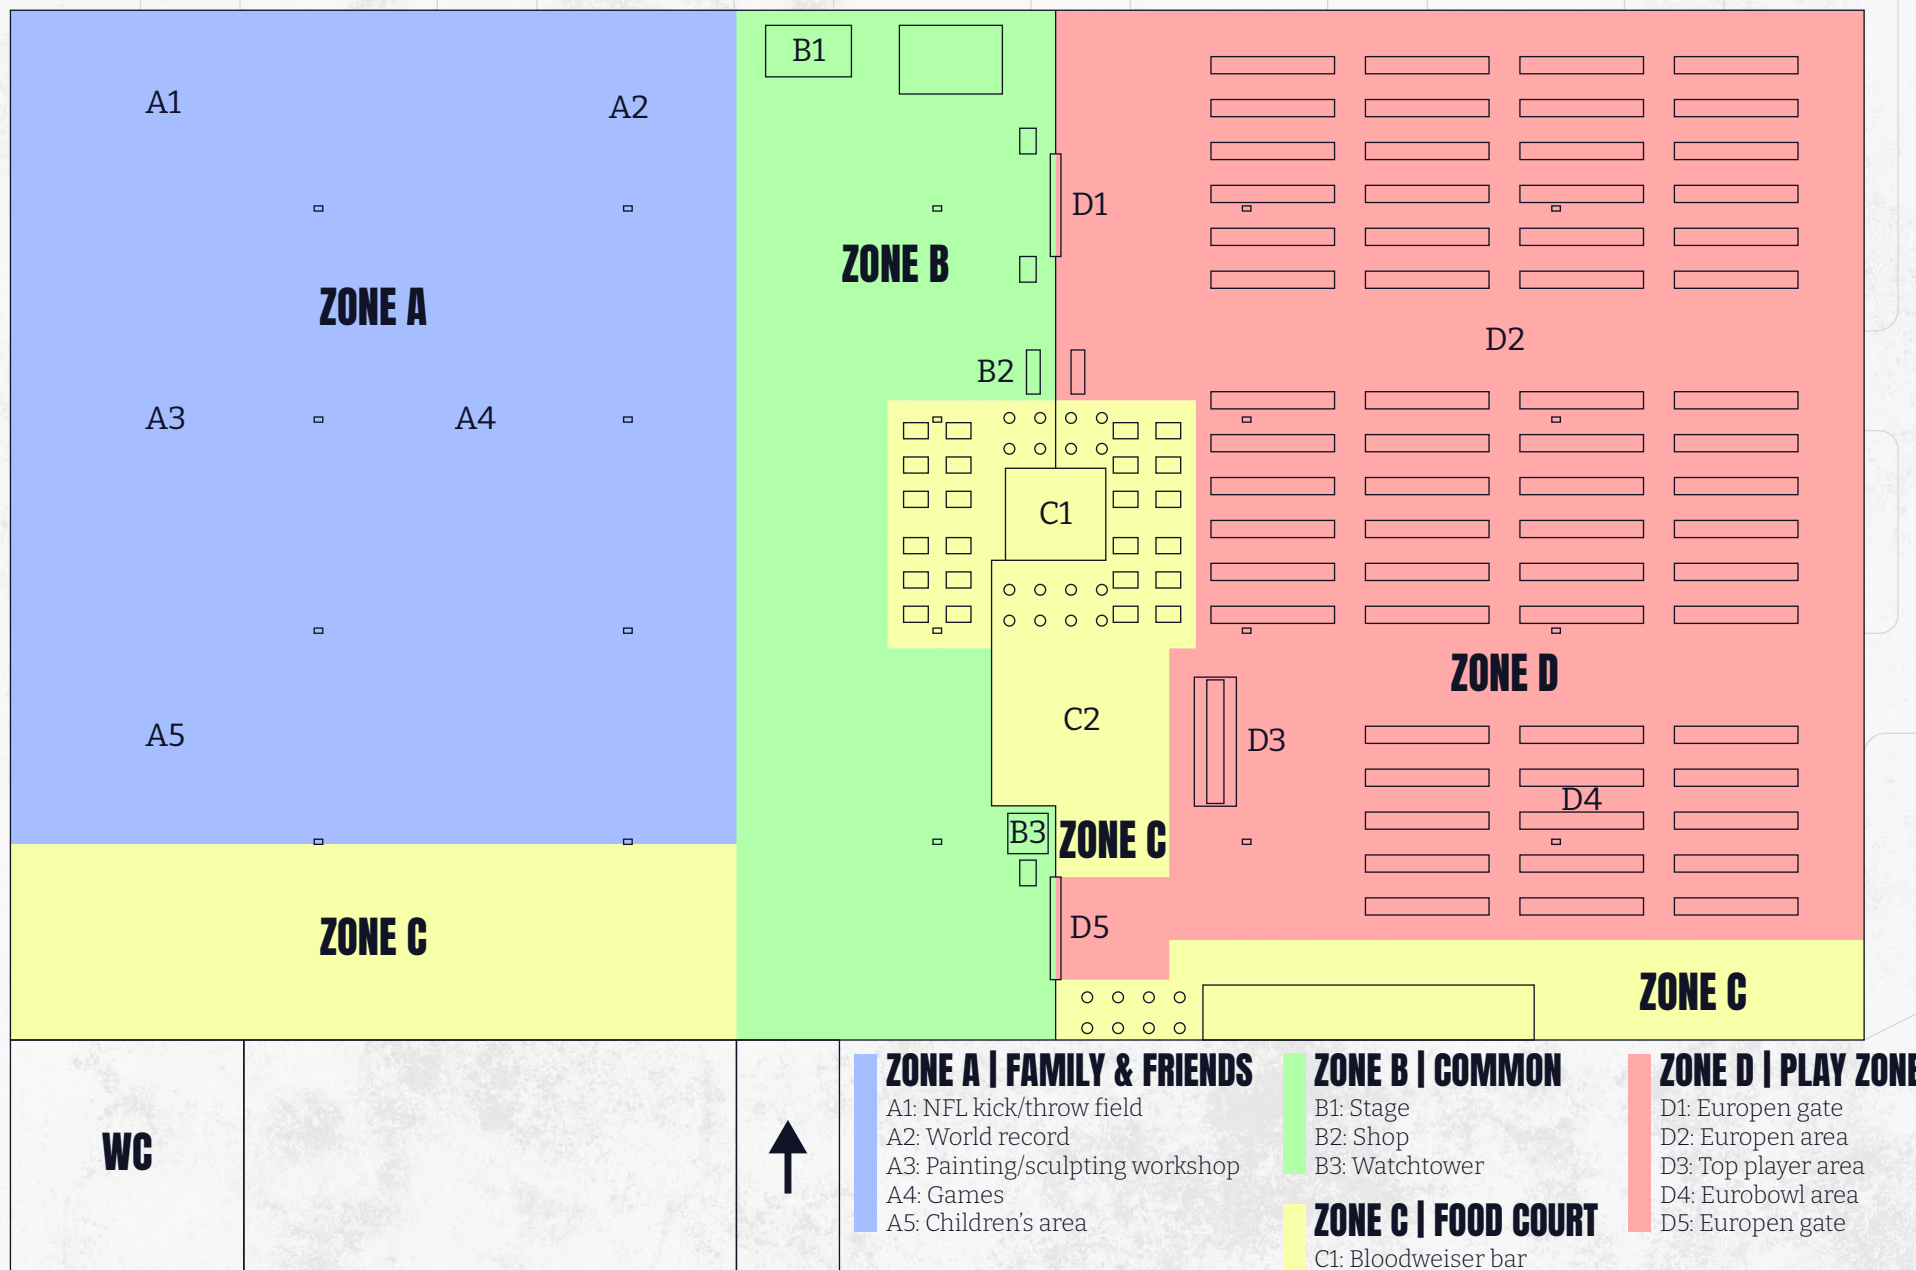 A1
A2
B1
D1
ZONE B
ZONE A
D2
B2
A3
A4
C1
ZONE D
C2
A5
D3
D4
B3
ZONE C
D5
ZONE C
ZONE C
WC
ZONE A | FAMILY & FRIENDS
A1: NFL kick/throw field
A2: World record
A3: Painting/sculpting workshop
A4: Games
A5: Children's area
ZONE B | COMMON
B1: Stage
B2: Shop
B3: Watchtower
ZONE C | FOOD COURT
C1: Bloodweiser bar
ZONE D | PLAY ZONE
D1: Europen gate
D2: Europen area
D3: Top player area
D4: Eurobowl area
D5: Europen gate